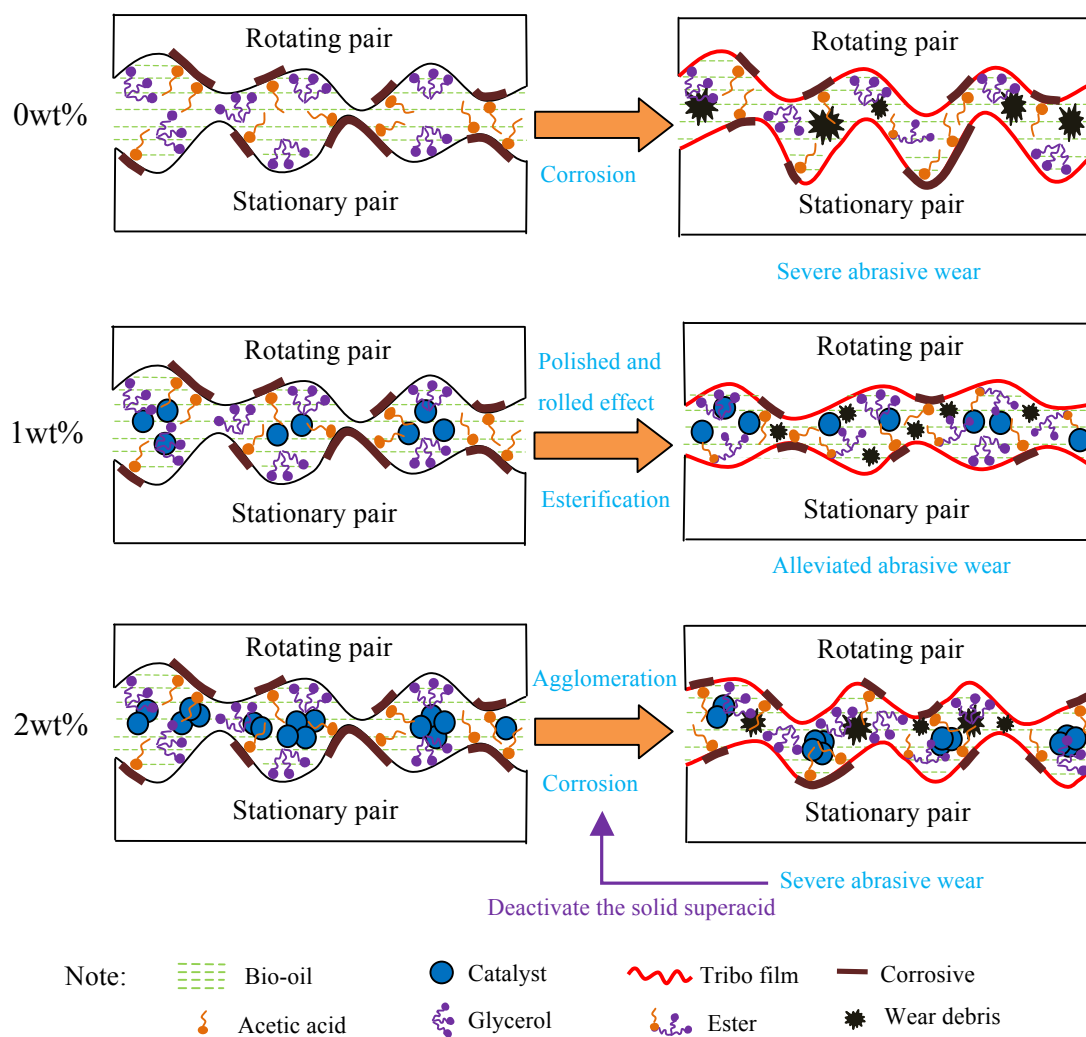 Rotating pair
Rotating pair
0wt%
Corrosion
Stationary pair
Stationary pair
Severe abrasive wear
Rotating pair
Polished and
rolled effect
Rotating pair
1wt%
Esterification
Stationary pair
Stationary pair
Alleviated abrasive wear
Rotating pair
Agglomeration
Rotating pair
2wt%
Corrosion
Stationary pair
Stationary pair
Severe abrasive wear
Deactivate the solid superacid
Note:
Bio-oil
Catalyst
Tribo film
Corrosive
Acetic acid
Glycerol
Ester
Wear debris